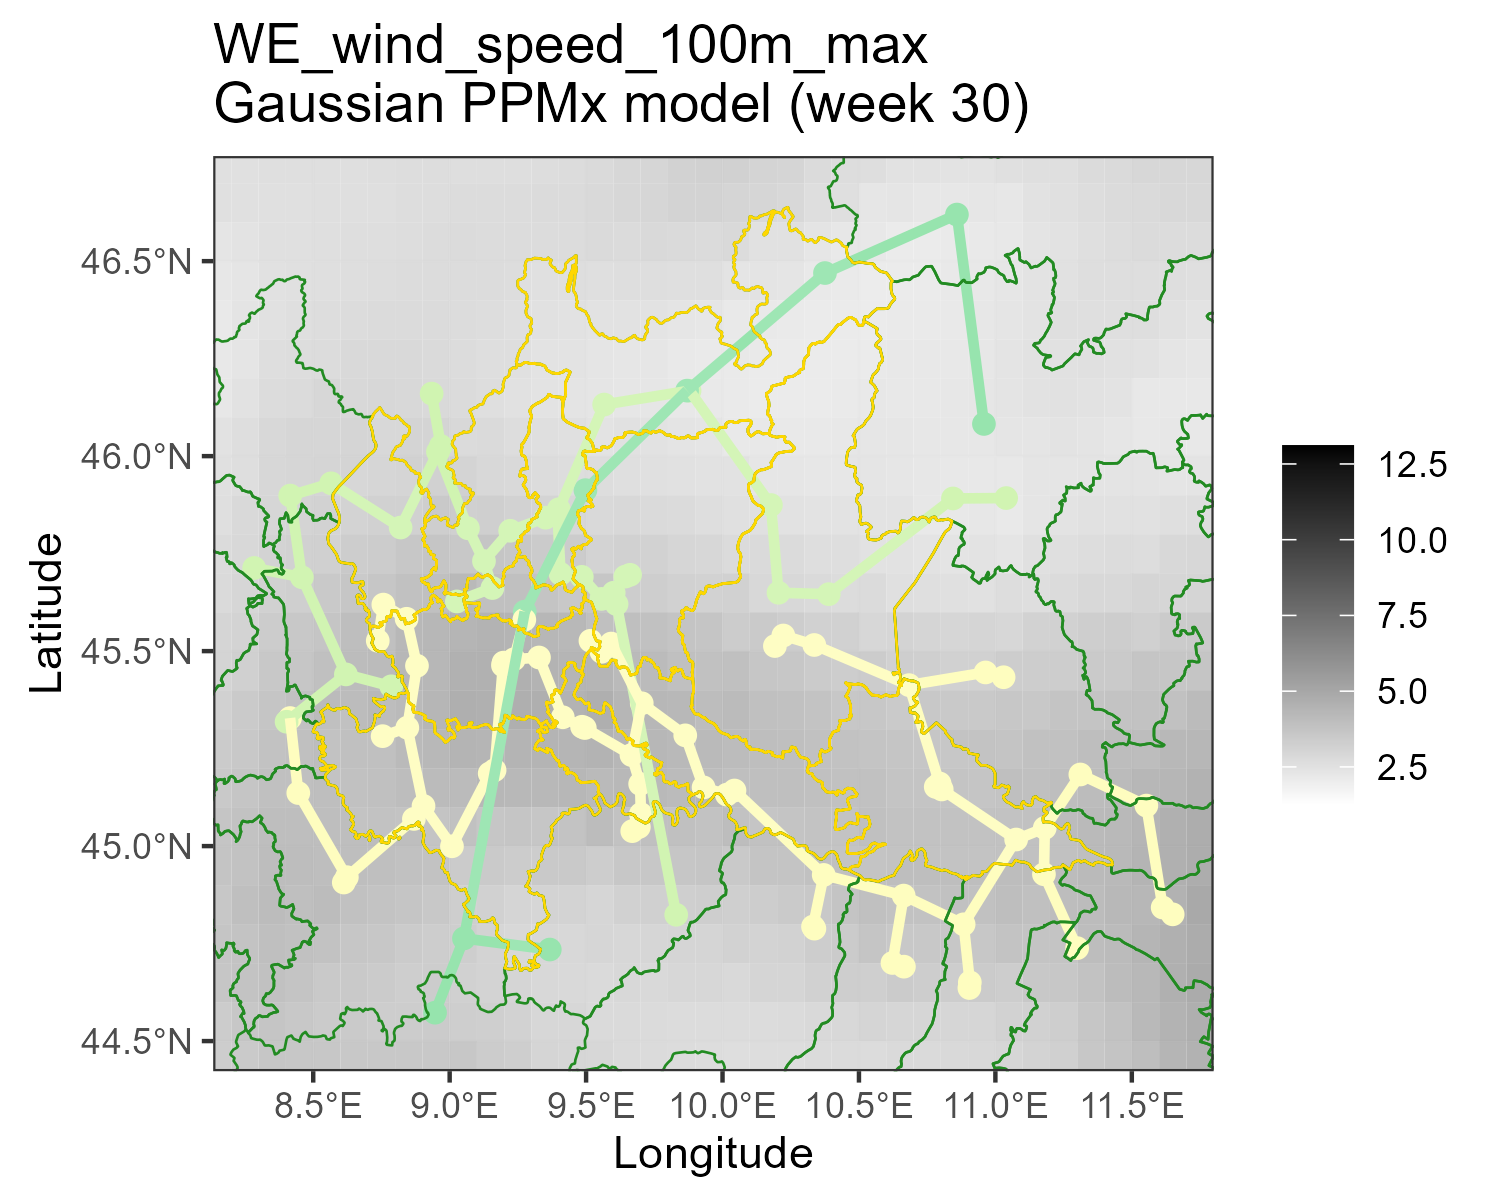 WE_wind_speed_100m_max
Gaussian PPMx model (week 30)
46.5°N
46.0°N
45.5°N
45.0°N
44.5°N
Latitude
8.5°E 9.0°E 9.5°E 10.0°E 10.5°E 11.0°E 11.5°E
Longitude
12.5
10.0
7.5
5.0
2.5